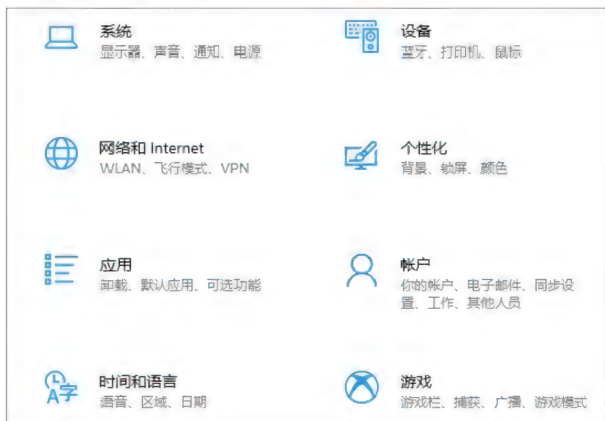 系统
显示器、声音、通知、电源
设备
蓝牙、打印机、鼠标
网络和 Internet
WLAN、飞行模式、VPN
个性化
背景、锁屏、颜色
应用
卸载、默认应用、可选功能
帐户
你的帐户、电子邮件、同步设
置、工作、其他人员
时间和语言
语音、区域、日期
游戏
游戏栏、捕获、广播、游戏模式